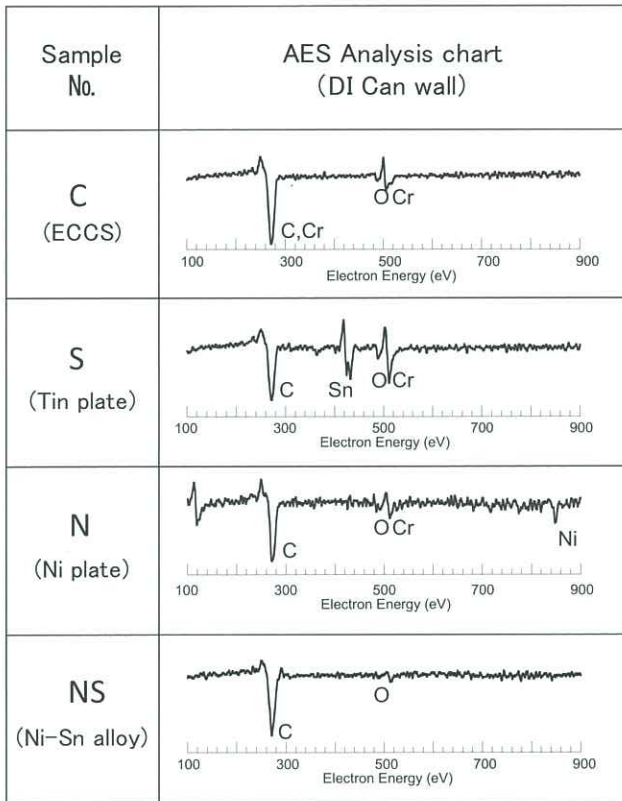 Sample
No.
AES Analysis chart
(DI Can wall)
C
(ECCS)
C,Cr
O Cr
100 300 500 700 900
Electron Energy (eV)
S
(Tin plate)
C
Sn
O Cr
100 300 500 700 900
Electron Energy (eV)
N
(Ni plate)
C
O Cr
Ni
100 300 500 700 900
Electron Energy (eV)
NS
(Ni-Sn alloy)
C
O
100 300 500 700 900
Electron Energy (eV)